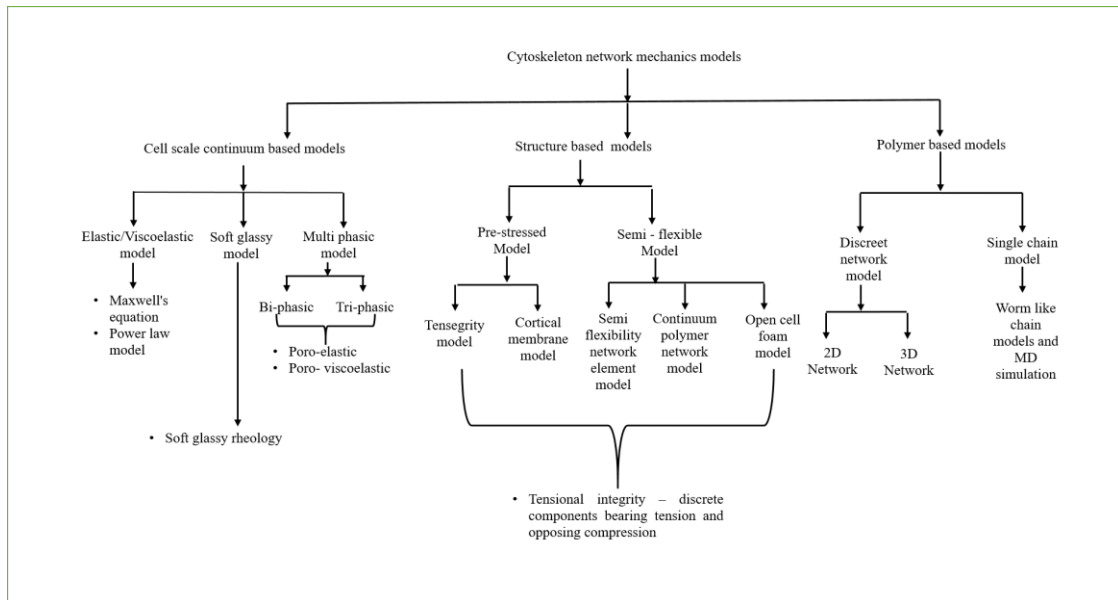 Cytoskeleton network mechanics models
Cell scale continuum based models
Structure based models
Polymer based models
Elastic/Viscoelastic
model
Soft glassy
model
Multi phasic
model
Pre-stressed
Model
Semi - flexible
Model
Discreet
network
model
Single chain
model
• Maxwell's
equation
• Power law
model
Bi-phasic
Tri-phasic
• Poro-elastic
• Poro- viscoelastic
Tensegrity
model
Cortical
membrane
model
Semi
flexibility
network
element
model
Continuum
polymer
network
model
Open cell
foam
model
2D
Network
3D
Network
Worm like
chain
models and
MD
simulation
• Soft glassy rheology
• Tensional integrity – discrete
components bearing tension and
opposing compression